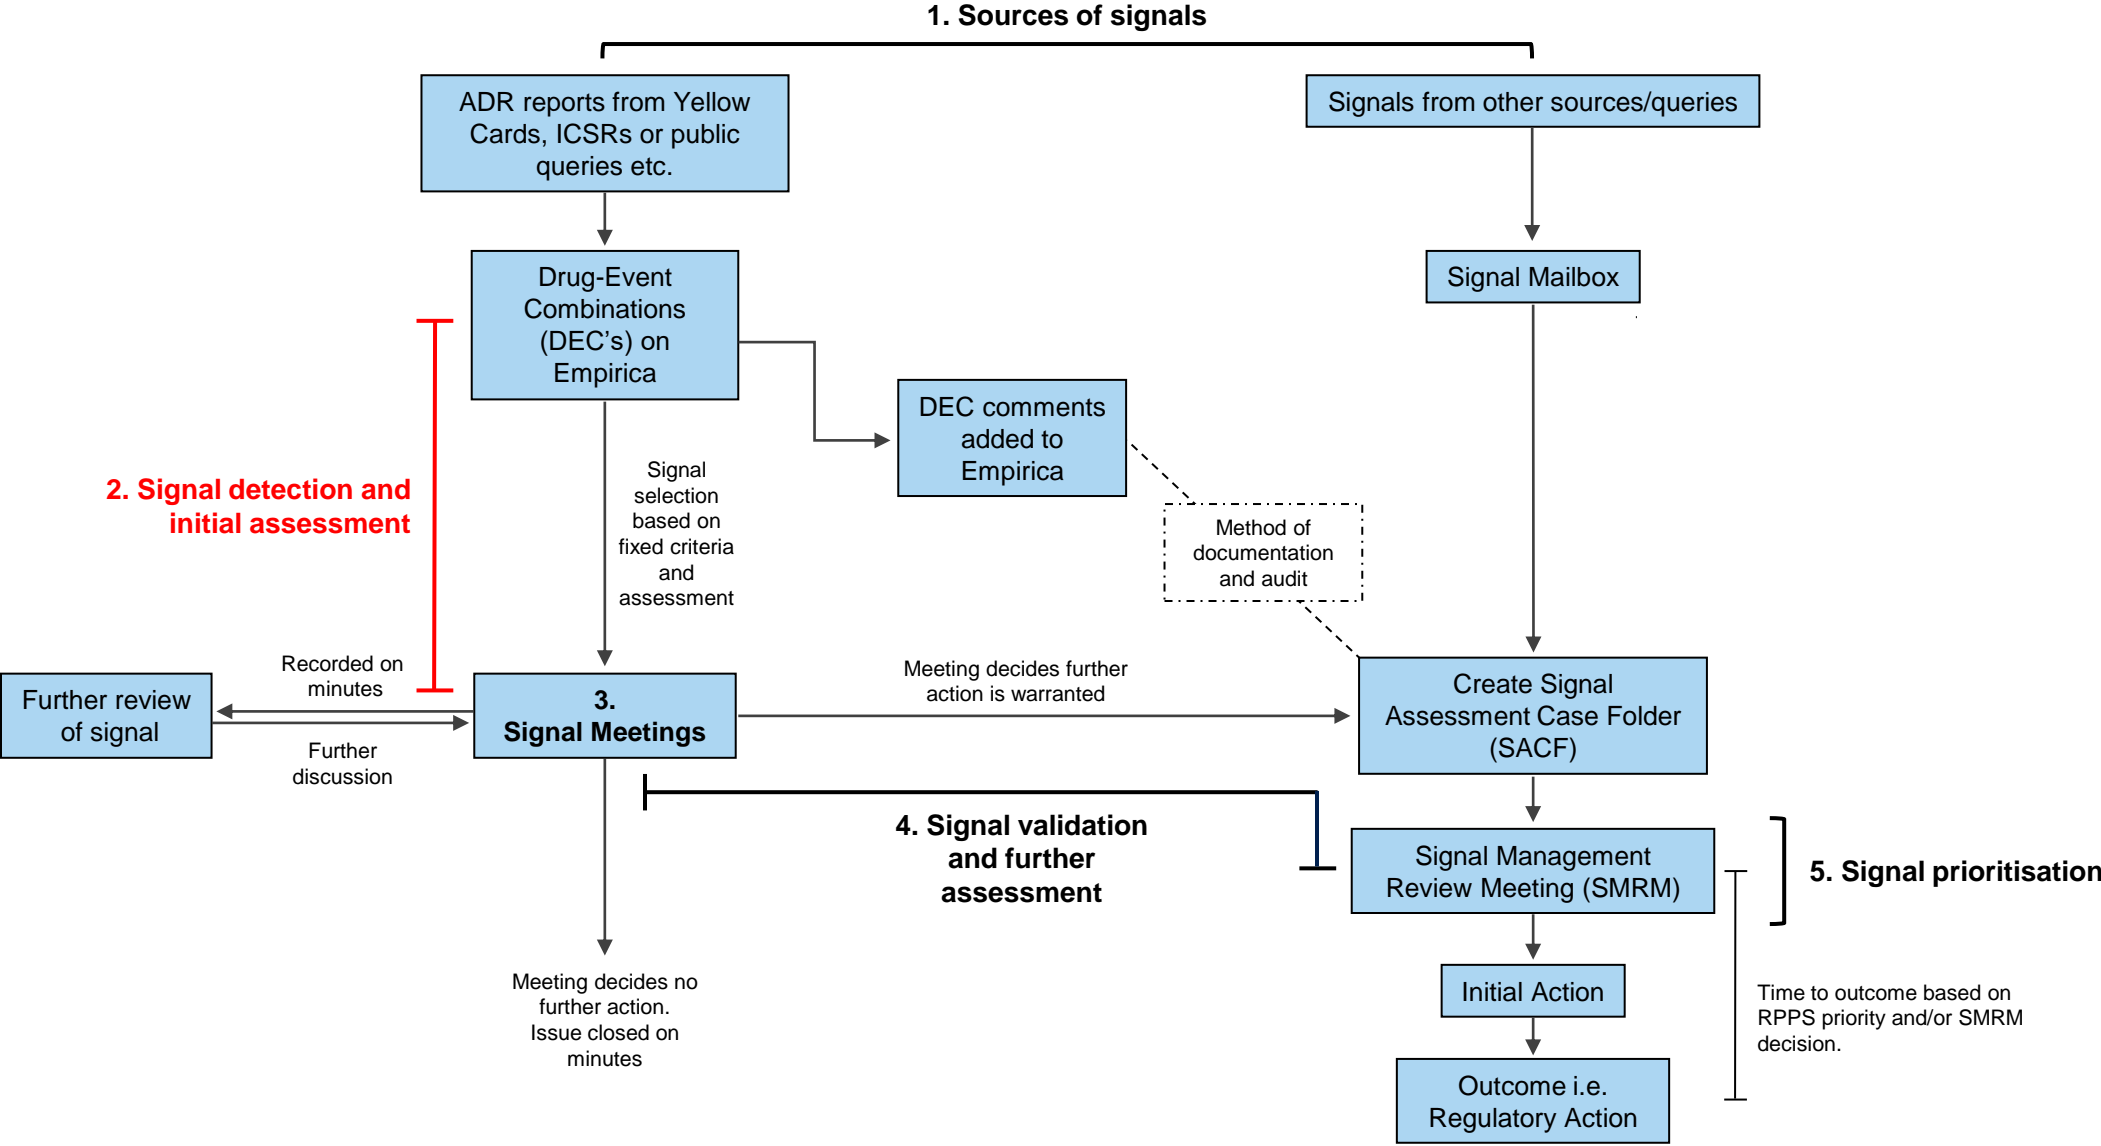 1. Sources of signals
ADR reports from Yellow
Cards, ICSRs or public
queries etc.
Signals from other sources/queries
Drug-Event
Combinations
(DEC’s) on
Empirica
Signal Mailbox
DEC comments
added to
Empirica
2. Signal detection and
initial assessment
Signal
selection
based on
fixed criteria
and
assessment
Method of
documentation
and audit
Further review
of signal
Recorded on
minutes
Further
discussion
3.
Signal Meetings
Meeting decides further
action is warranted
Create Signal
Assessment Case Folder
(SACF)
4. Signal validation
and further
assessment
Signal Management
Review Meeting (SMRM)
5. Signal prioritisation
Meeting decides no
further action.
Issue closed on
minutes
Initial Action
Time to outcome based on
RPPS priority and/or SMRM
decision.
Outcome i.e.
Regulatory Action